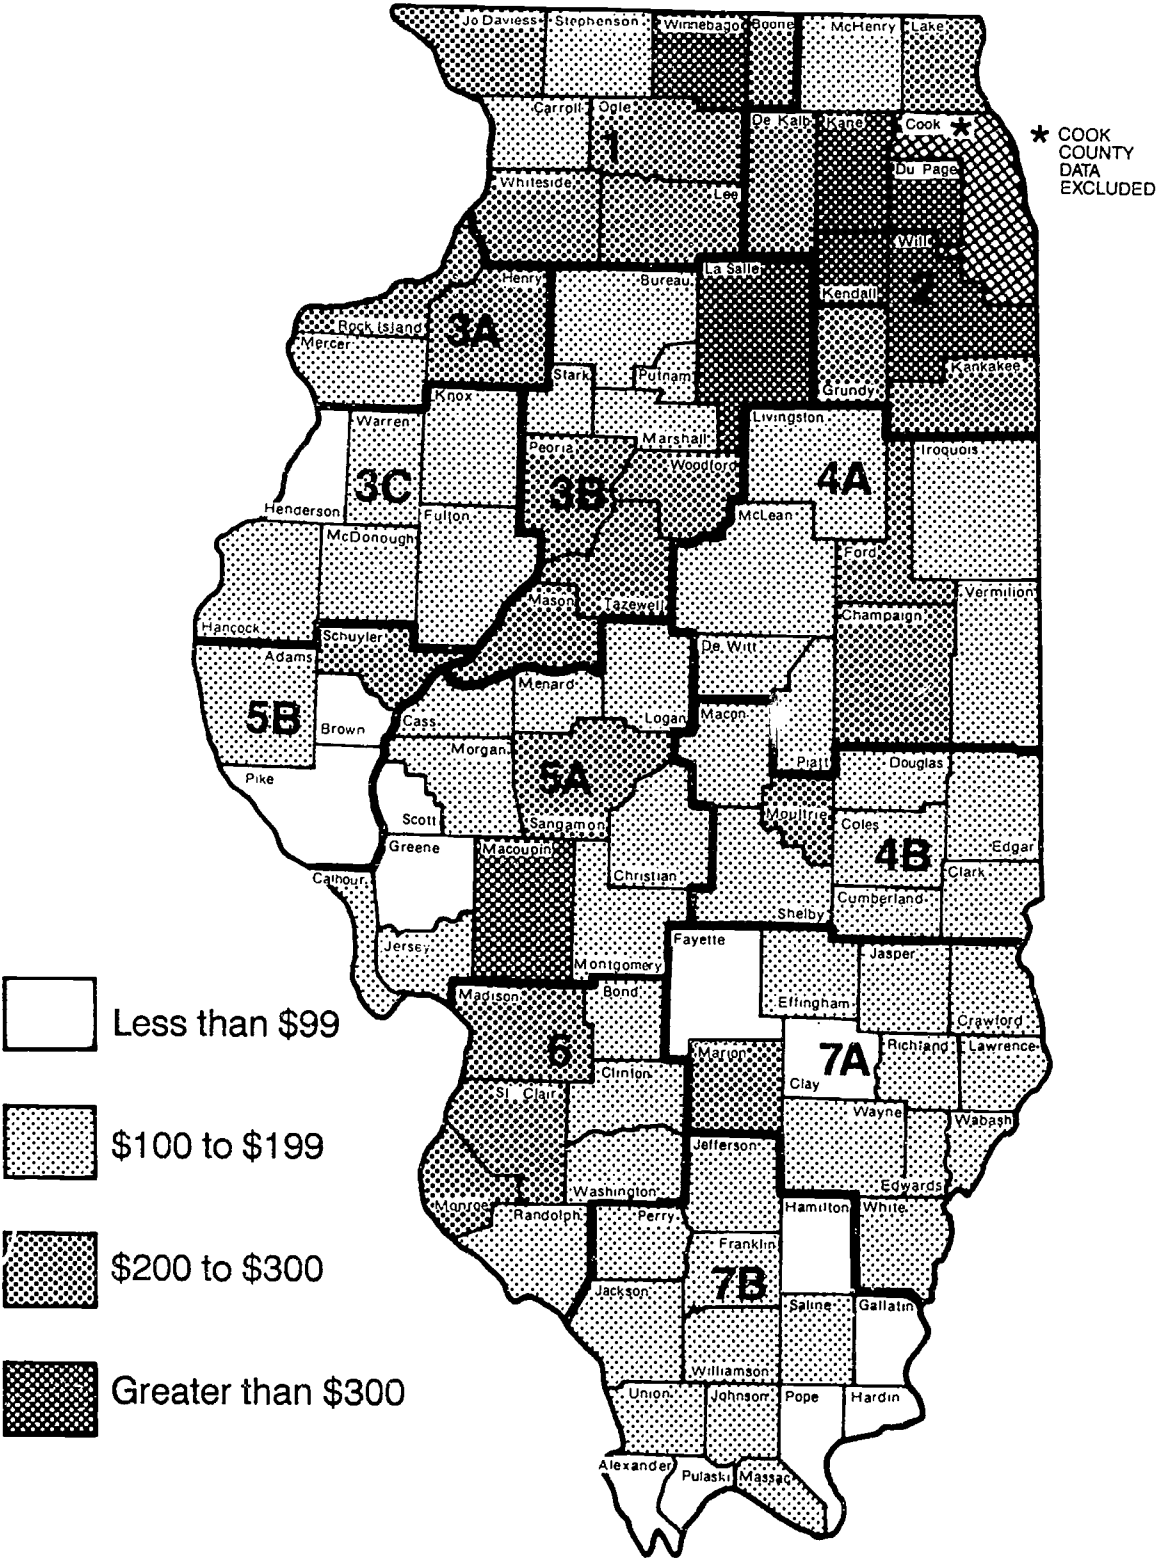 Jo Daviess
Stephenson
Winnebago
Boone
McHenry
Lake
Carroll
Ogle
De Kalb
Kane
Cook *
* COOK
COUNTY
DATA
EXCLUDED
1
Du Page
Whiteside
Lee
Will
La Salle
Henry
Bureau
2
Kendall
Rock Island
3A
Mercer
Stark
Putnam
Kankakee
Grundy
Knox
Warren
Livingston
Marshall
Peoria
Iroquois
Woodford
3C
3B
4A
Henderson
Fulton
McLean
McDonough
Ford
Vermilion
Mason
Tazewell
Champaign
Hancock
Schuyler
Adams
De Witt
Menard
5B
Cass
Logan
Macon
Brown
Morgan
Piatt
Douglas
Pike
5A
Scott
Sangamon
Moultrie
Coles
Greene
Macoupin
4B
Edgar
Calhour
Christian
Clark
Cumberland
Shelby
Jersey
Fayette
Jasper
Montgomery
Madison
Bond
Effingham
Crawford
Less than $99
6
Marion
7A
Richland
Lawrence
Clinton
Clay
St Clair
Wayne
Wabash
$100 to $199
Jefferson
Washington
Edwards
Monroe
Randolph
Perry
Hamilton
White
Franklin
$200 to $300
7B
Jackson
Saline
Gallatin
Williamson
Greater than $300
Union
Johnson
Pope
Hardin
Alexander
Pulaski
Massac